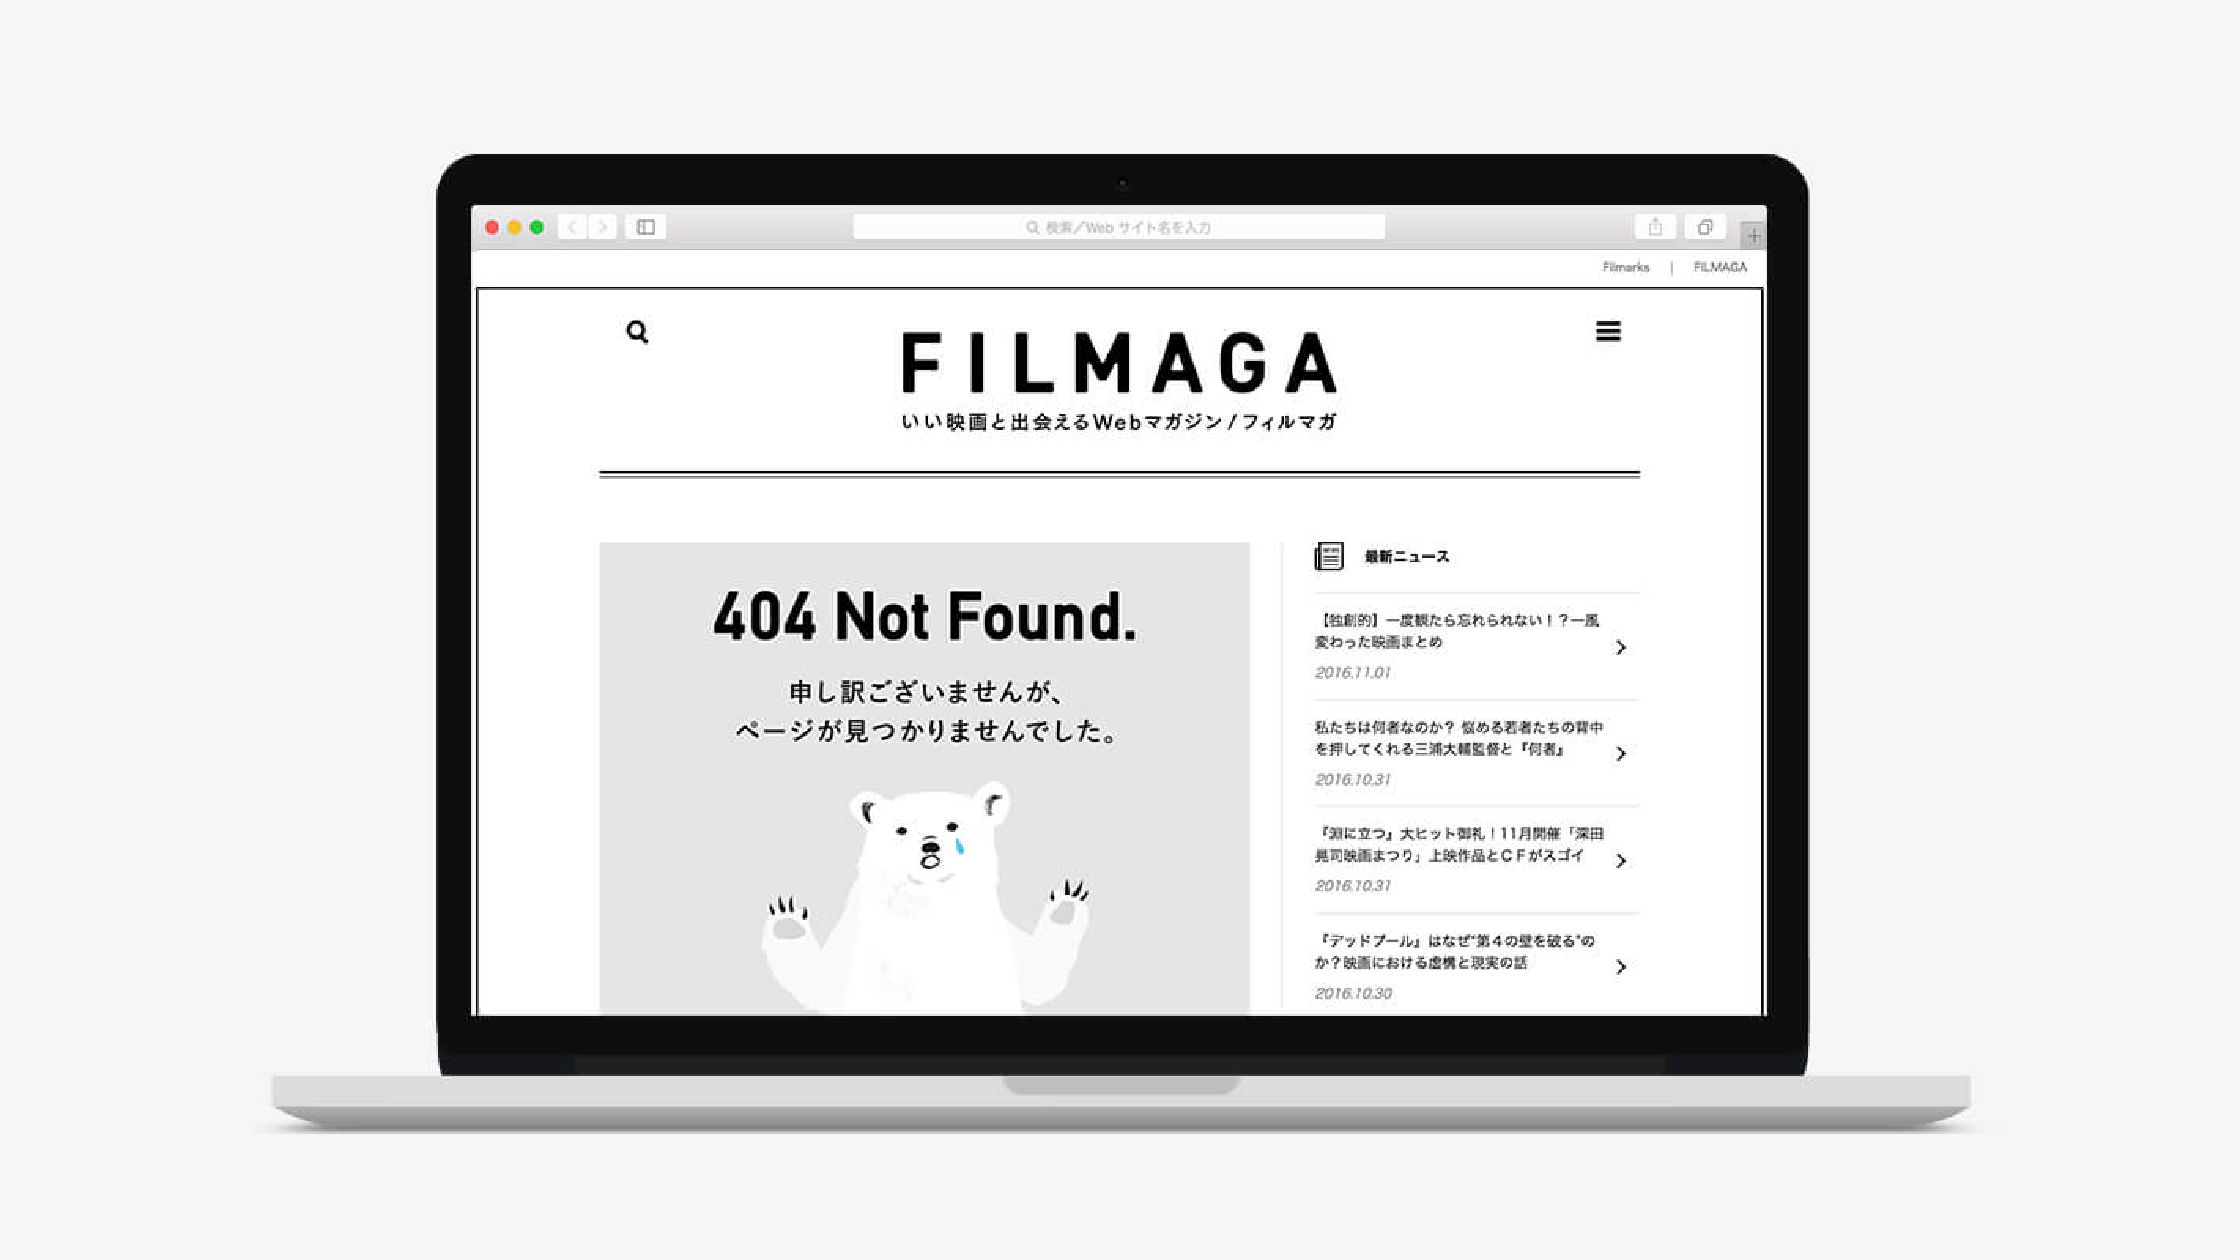 検索／Web サイト名を入力
Filmarks | FILMAGA
FILMAGA
いい映画と出会えるWebマガジン / フィルマガ
404 Not Found.
申し訳ございませんが、
ページが見つかりませんでした。
最新ニュース
【独創的】一度観たら忘れられない！？一風
変わった映画まとめ
2016.11.01
私たちは何者なのか？ 悩める若者たちの背中
を押してくれる三浦大輔監督と『何者』
2016.10.31
『淵に立つ』大ヒット御礼！11月開催「深田
晃司映画まつり」上映作品とＣＦがスゴイ
2016.10.31
『デッドプール』はなぜ“第４の壁を破る”の
か？映画における虚構と現実の話
2016.10.30